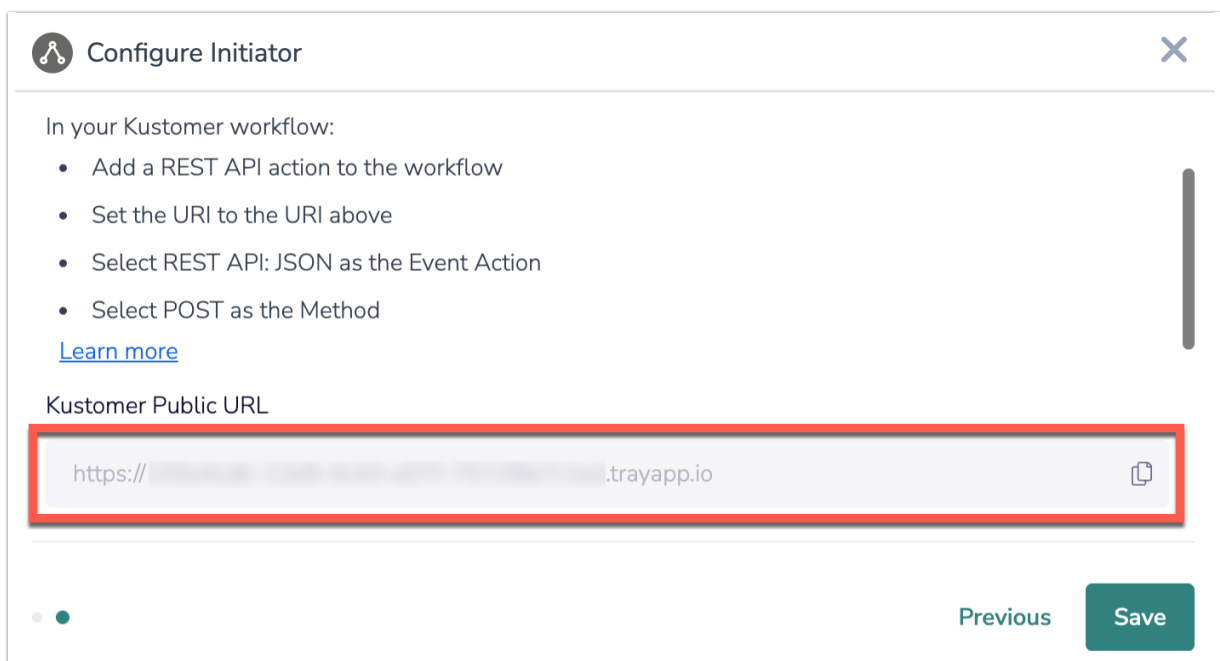 Configure Initiator
In your Kustomer workflow:
• Add a REST API action to the workflow
• Set the URI to the URI above
• Select REST API: JSON as the Event Action
• Select POST as the Method
Learn more
Kustomer Public URL
https:// .trayapp.io
Previous
Save